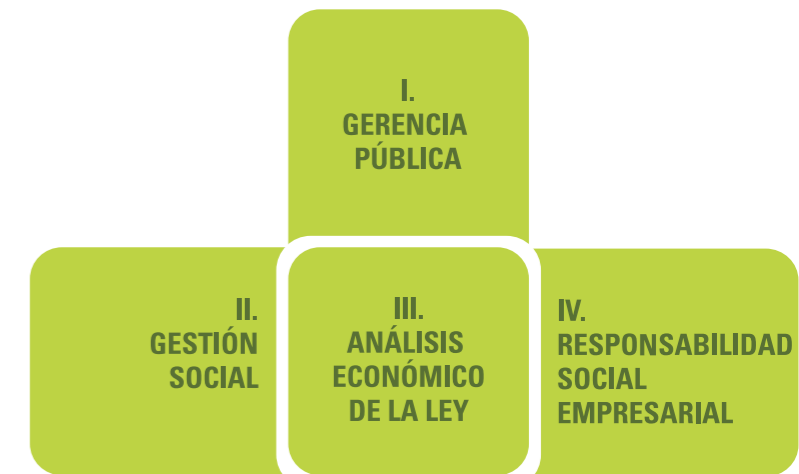 I.
GERENCIA
PÚBLICA
II.
GESTIÓN
SOCIAL
III.
ANÁLISIS
ECONÓMICO
DE LA LEY
IV.
RESPONSABILIDAD
SOCIAL
EMPRESARIAL